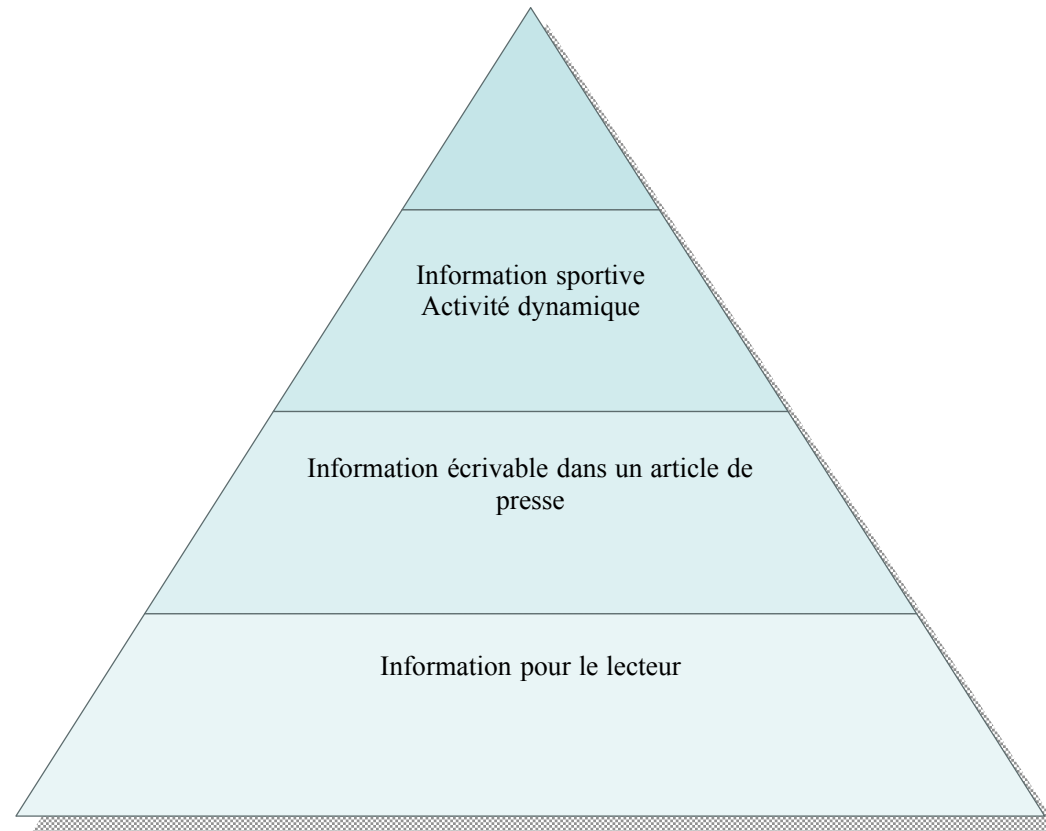 Information sportive
Activité dynamique
Information écrivable dans un article de
presse
Information pour le lecteur